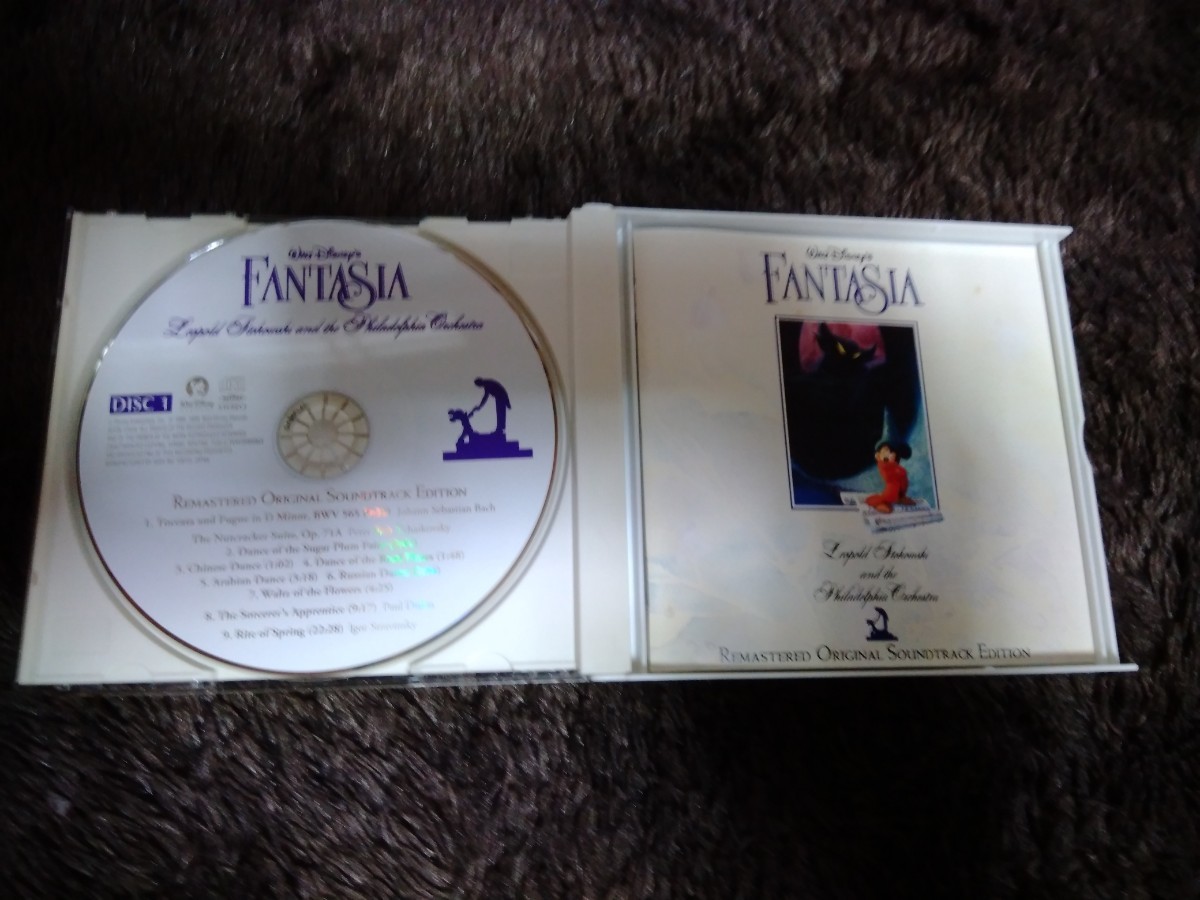 Walt Disney's
FANTASIA
Leopold Stokowski and the Philadelphia Orchestra
DISC 1
REMASTERED ORIGINAL SOUNDTRACK EDITION
1. Toccata and Fugue in D Minor, BWV 565 Johann Sebastian Bach
The Nutcracker Suite, Op. 71A Tchaikovsky
2. Dance of the Sugar Plum
3. Chinese Dance (1:02) 4. Dance of the (1:48)
5. Arabian Dance (3:18) 6. Russian
7. Waltz of the Flowers (4:25)
8. The Sorcerer's Apprentice (9:17) Paul
9. Rite of Spring (22:28) Igor Stravinsky
Walt Disney's
FANTASIA
Leopold Stokowski
and the
Philadelphia Orchestra
REMASTERED ORIGINAL SOUNDTRACK EDITION